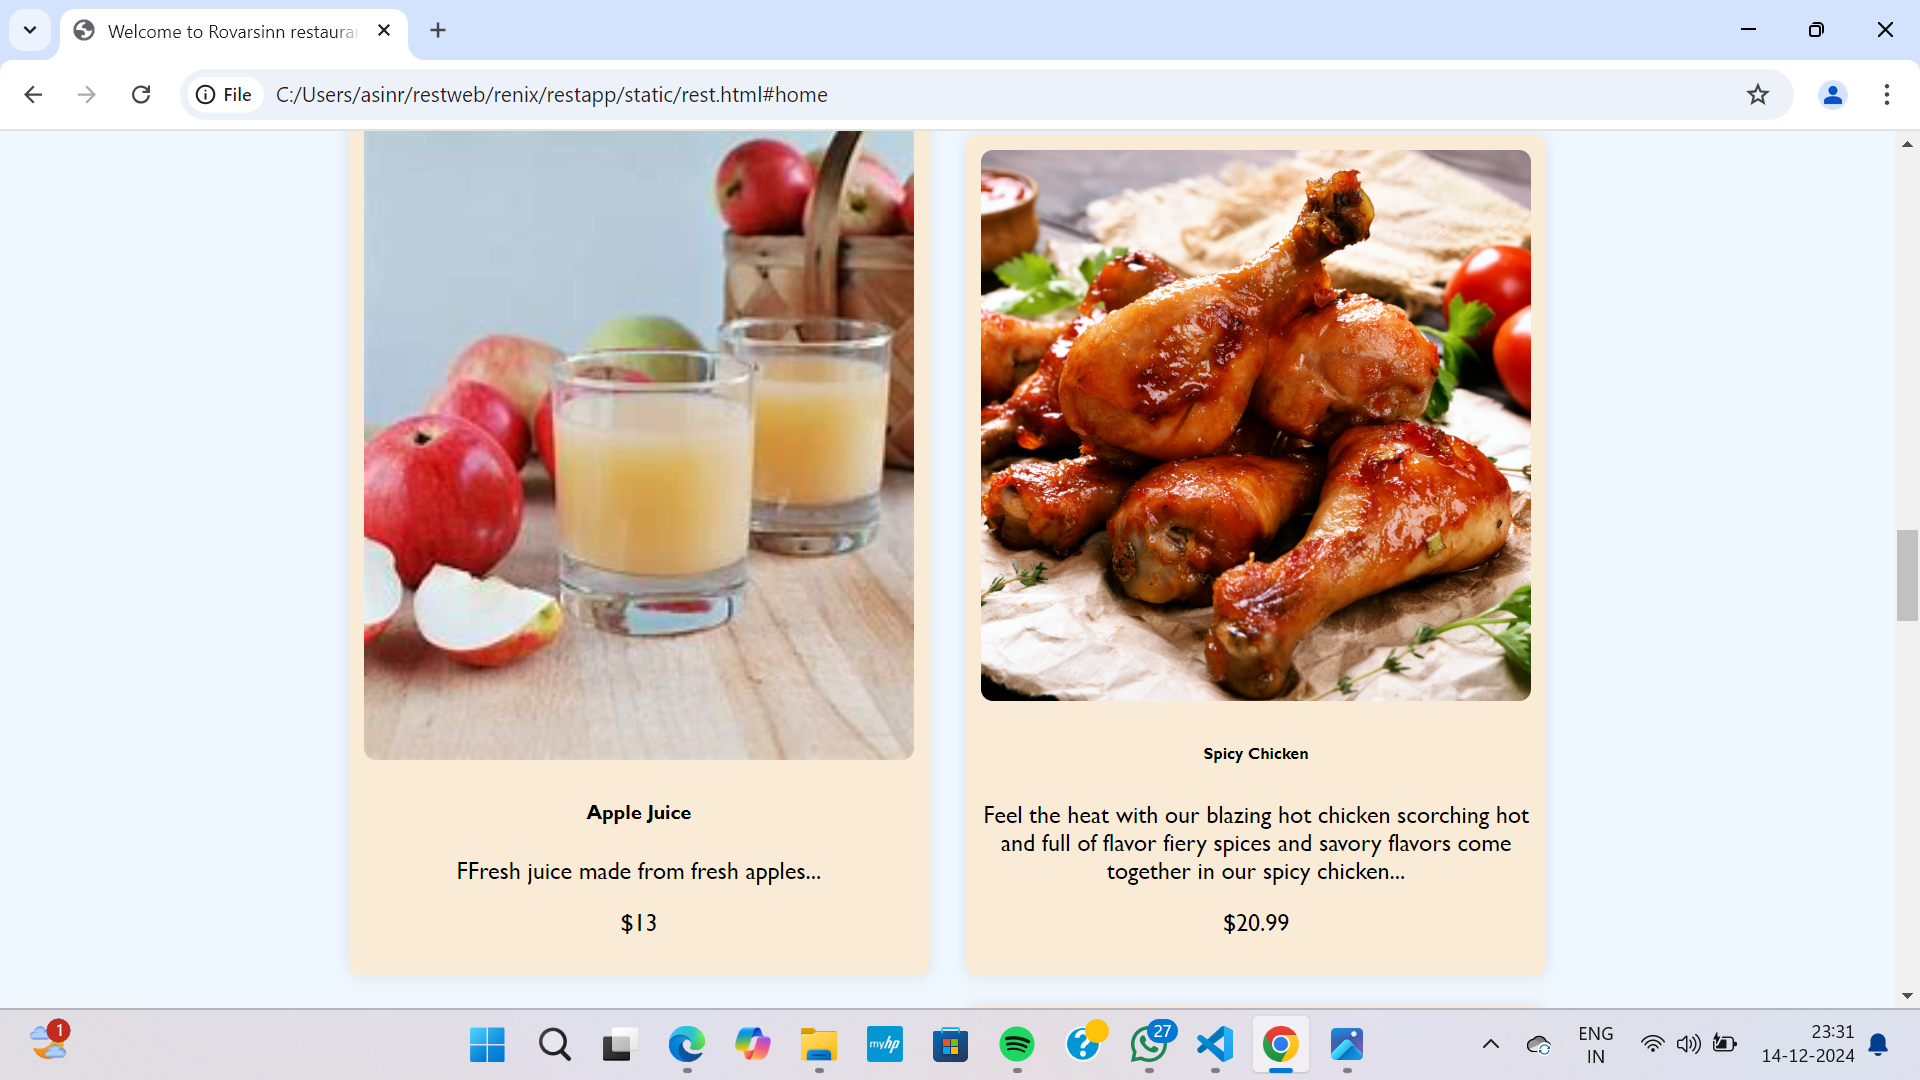 Welcome to Rovarsinn restaura
File
C:/Users/asinr/restweb/renix/restapp/static/rest.html#home
Apple Juice
FFresh juice made from fresh apples...
$13
Spicy Chicken
Feel the heat with our blazing hot chicken scorching hot
and full of flavor fiery spices and savory flavors come
together in our spicy chicken...
$20.99
1
myhp
?
27
ENG
IN
23:31
14-12-2024